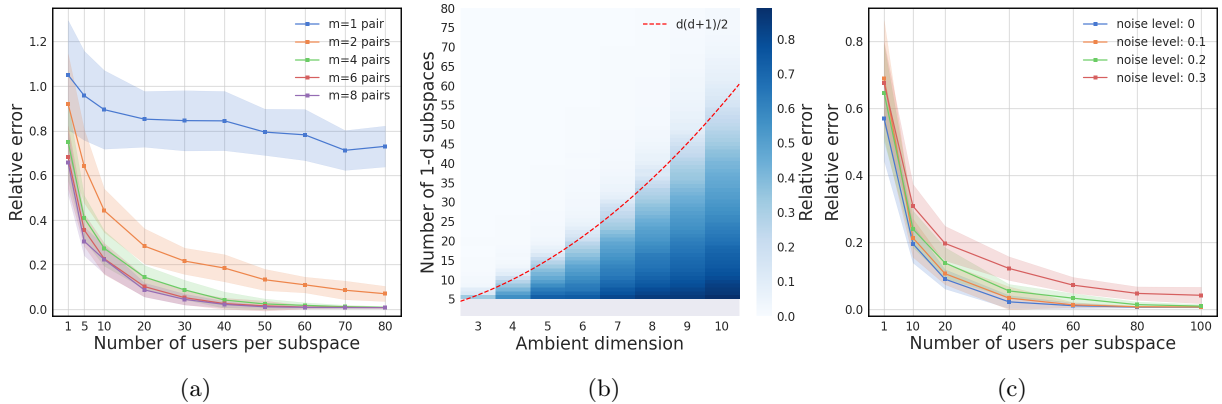 Relative error
1.2
1.0
0.8
0.6
0.4
0.2
0.0
m=1 pair
m=2 pairs
m=4 pairs
m=6 pairs
m=8 pairs
1 5 10 20 30 40 50 60 70 80
Number of users per subspace
(a)
Number of 1-d subspaces
80
75
70
65
60
55
50
45
40
35
30
25
20
15
10
5
d(d+1)/2
3 4 5 6 7 8 9 10
Ambient dimension
0.8
0.7
0.6
0.5
0.4
0.3
0.2
0.1
0.0
Relative error
(b)
Relative error
0.8
0.6
0.4
0.2
0.0
noise level: 0
noise level: 0.1
noise level: 0.2
noise level: 0.3
1 10 20 40 60 80 100
Number of users per subspace
(c)